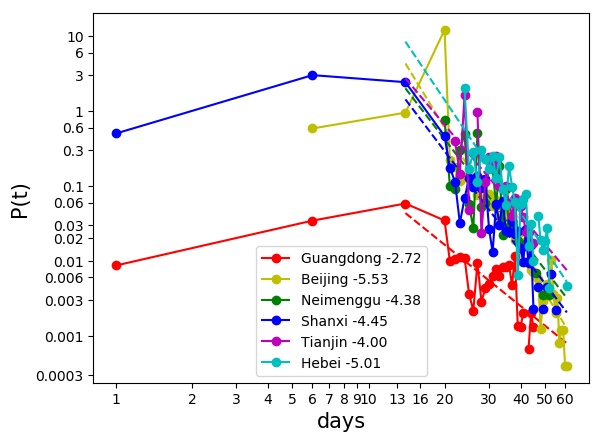 10
6
3
1
0.6
0.3
0.1
0.06
0.03
0.02
0.01
0.006
0.003
0.001
0.0003
P(t)
Guangdong -2.72
Beijing -5.53
Neimenggu -4.38
Shanxi -4.45
Tianjin -4.00
Hebei -5.01
1 2 3 4 5 6 7 8 9 10 13 16 20 30 40 50 60
days